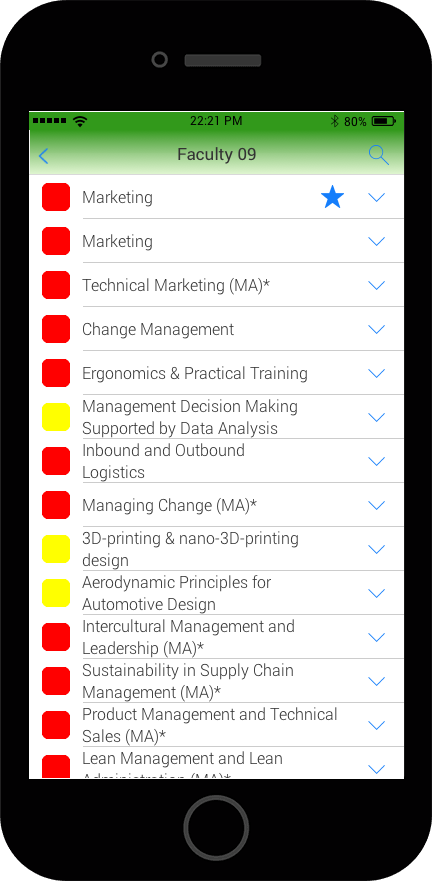 22:21 PM
80%
Faculty 09
Marketing
Marketing
Technical Marketing (MA)*
Change Management
Ergonomics & Practical Training
Management Decision Making
Supported by Data Analysis
Inbound and Outbound
Logistics
Managing Change (MA)*
3D-printing & nano-3D-printing
design
Aerodynamic Principles for
Automotive Design
Intercultural Management and
Leadership (MA)*
Sustainability in Supply Chain
Management (MA)*
Product Management and Technical
Sales (MA)*
Lean Management and Lean
Administration (MA)*